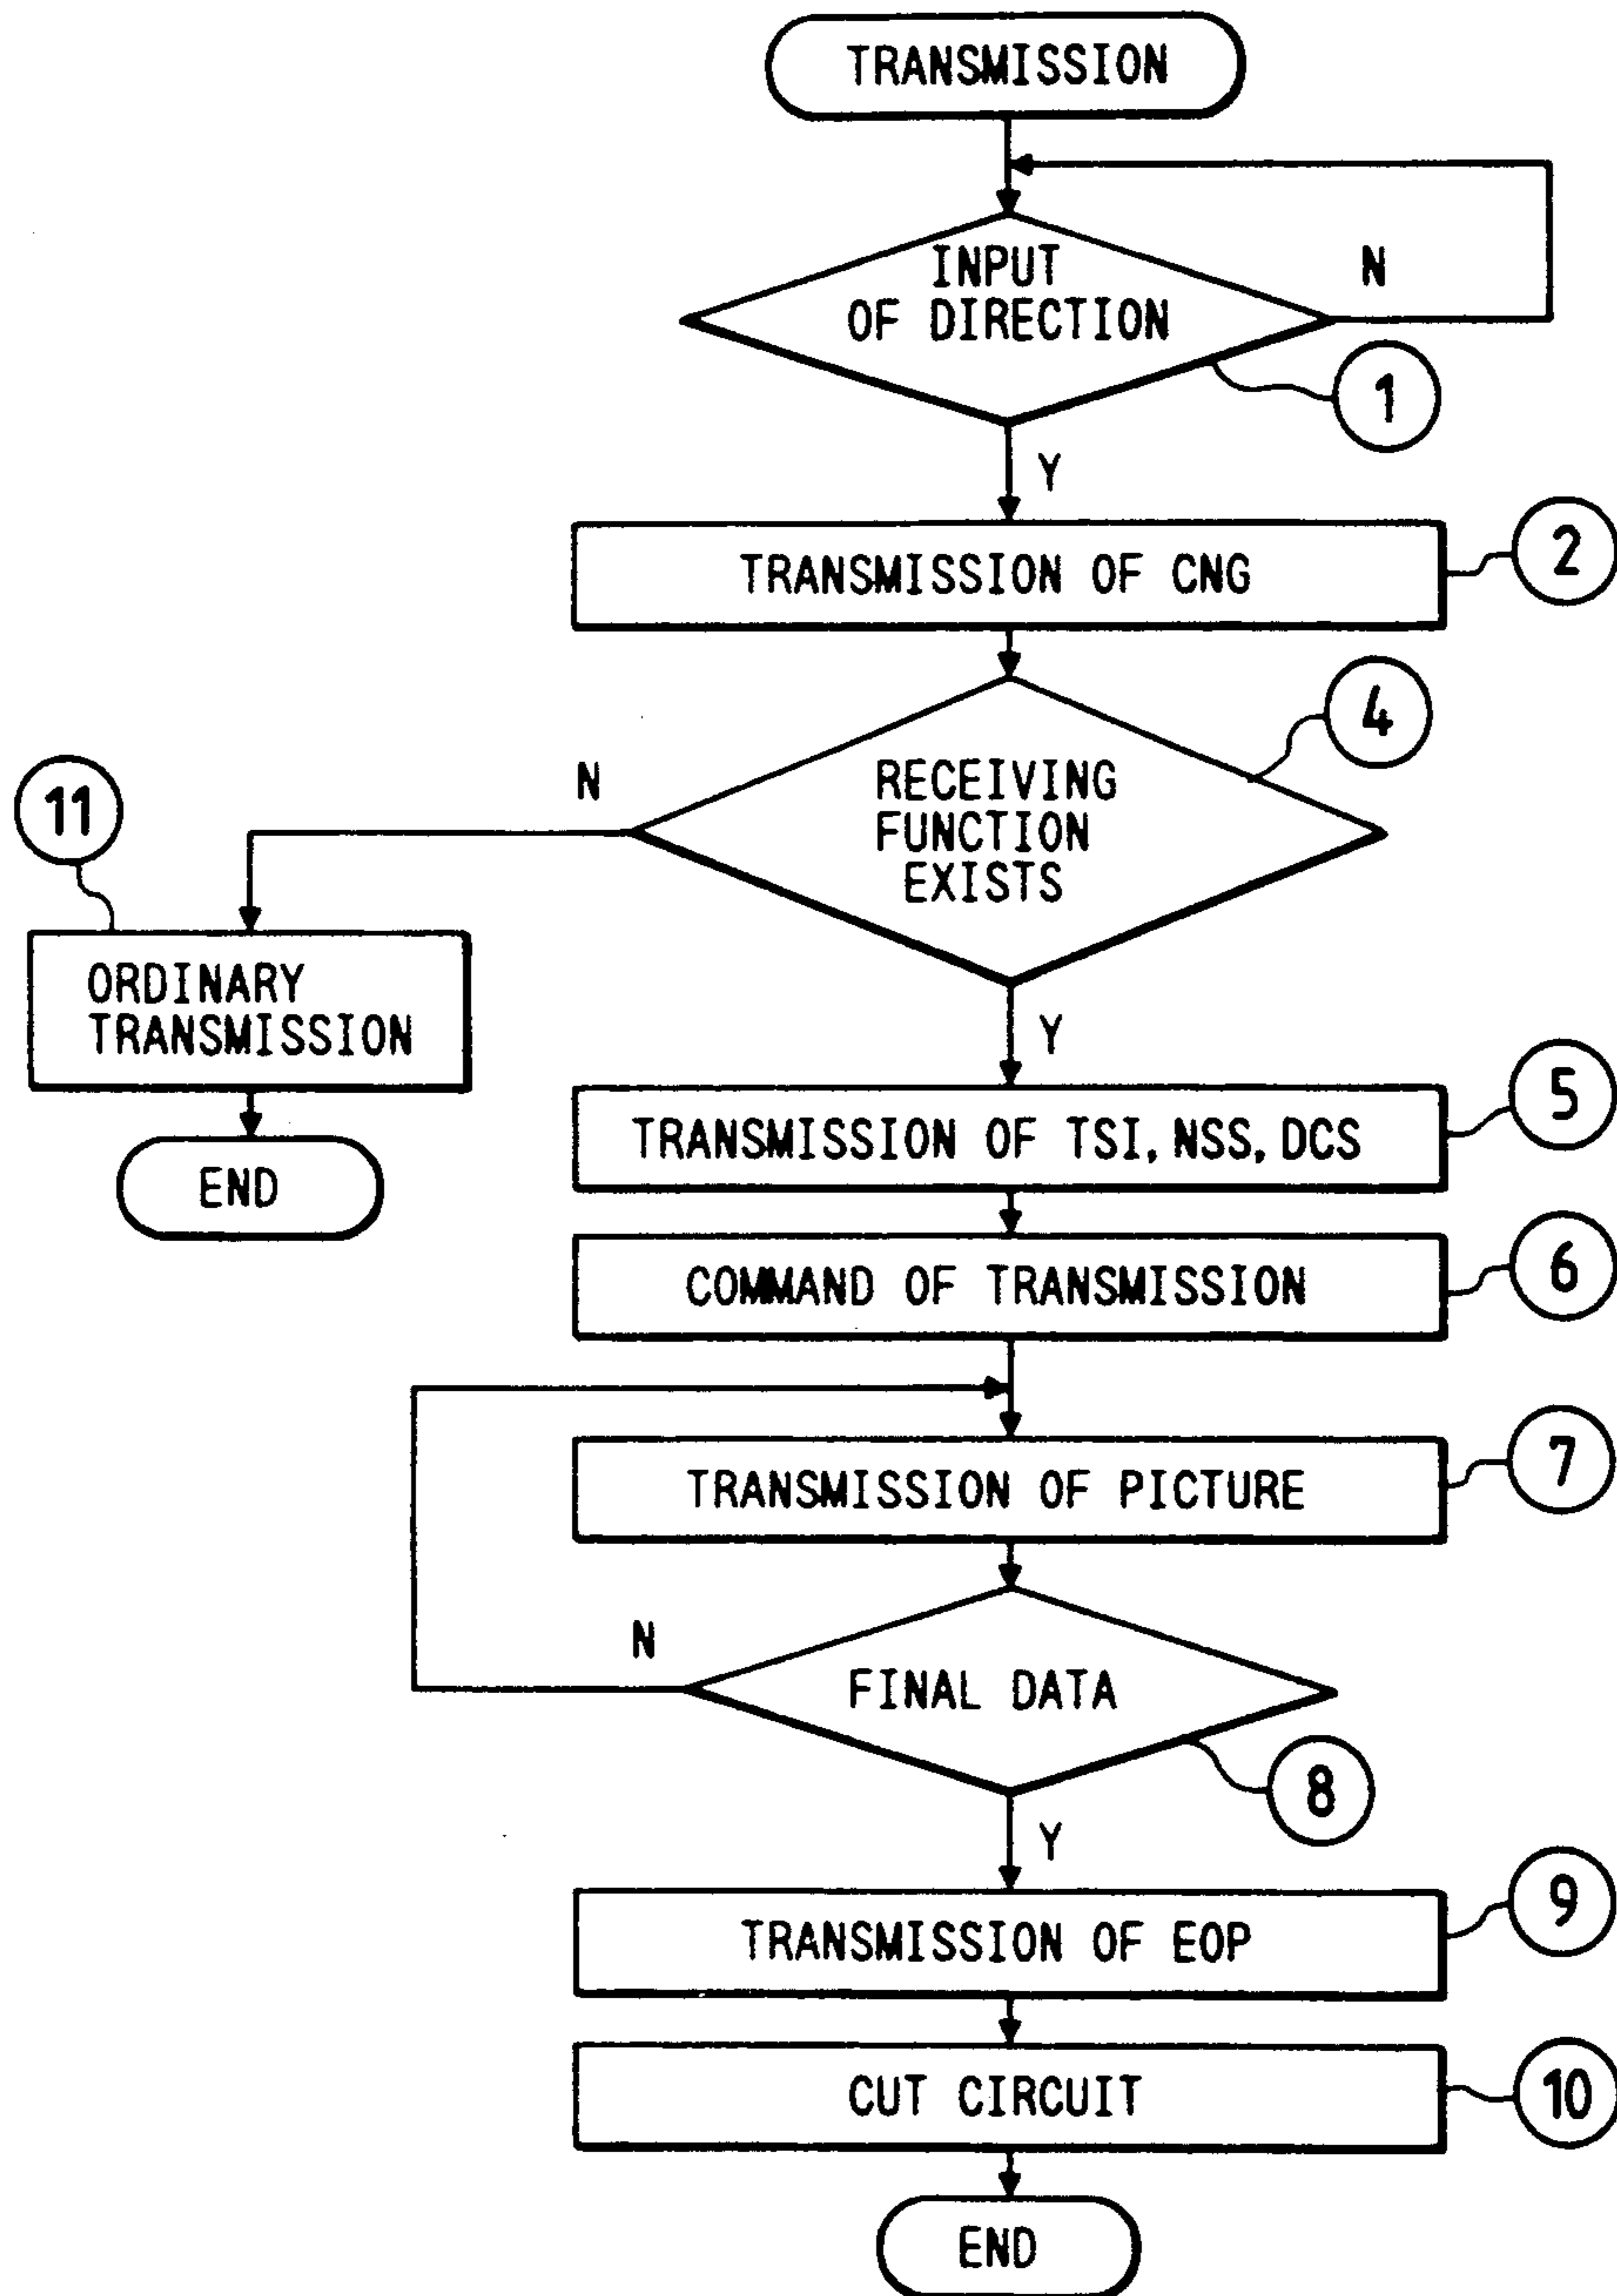 TRANSMISSION
INPUT
OF DIRECTION
N
1
Y
2
TRANSMISSION OF CNG
4
RECEIVING
FUNCTION
EXISTS
N
11
ORDINARY
TRANSMISSION
END
Y
5
TRANSMISSION OF TSI, NSS, DCS
6
COMMAND OF TRANSMISSION
7
TRANSMISSION OF PICTURE
N
FINAL DATA
8
Y
9
TRANSMISSION OF EOP
10
CUT CIRCUIT
END